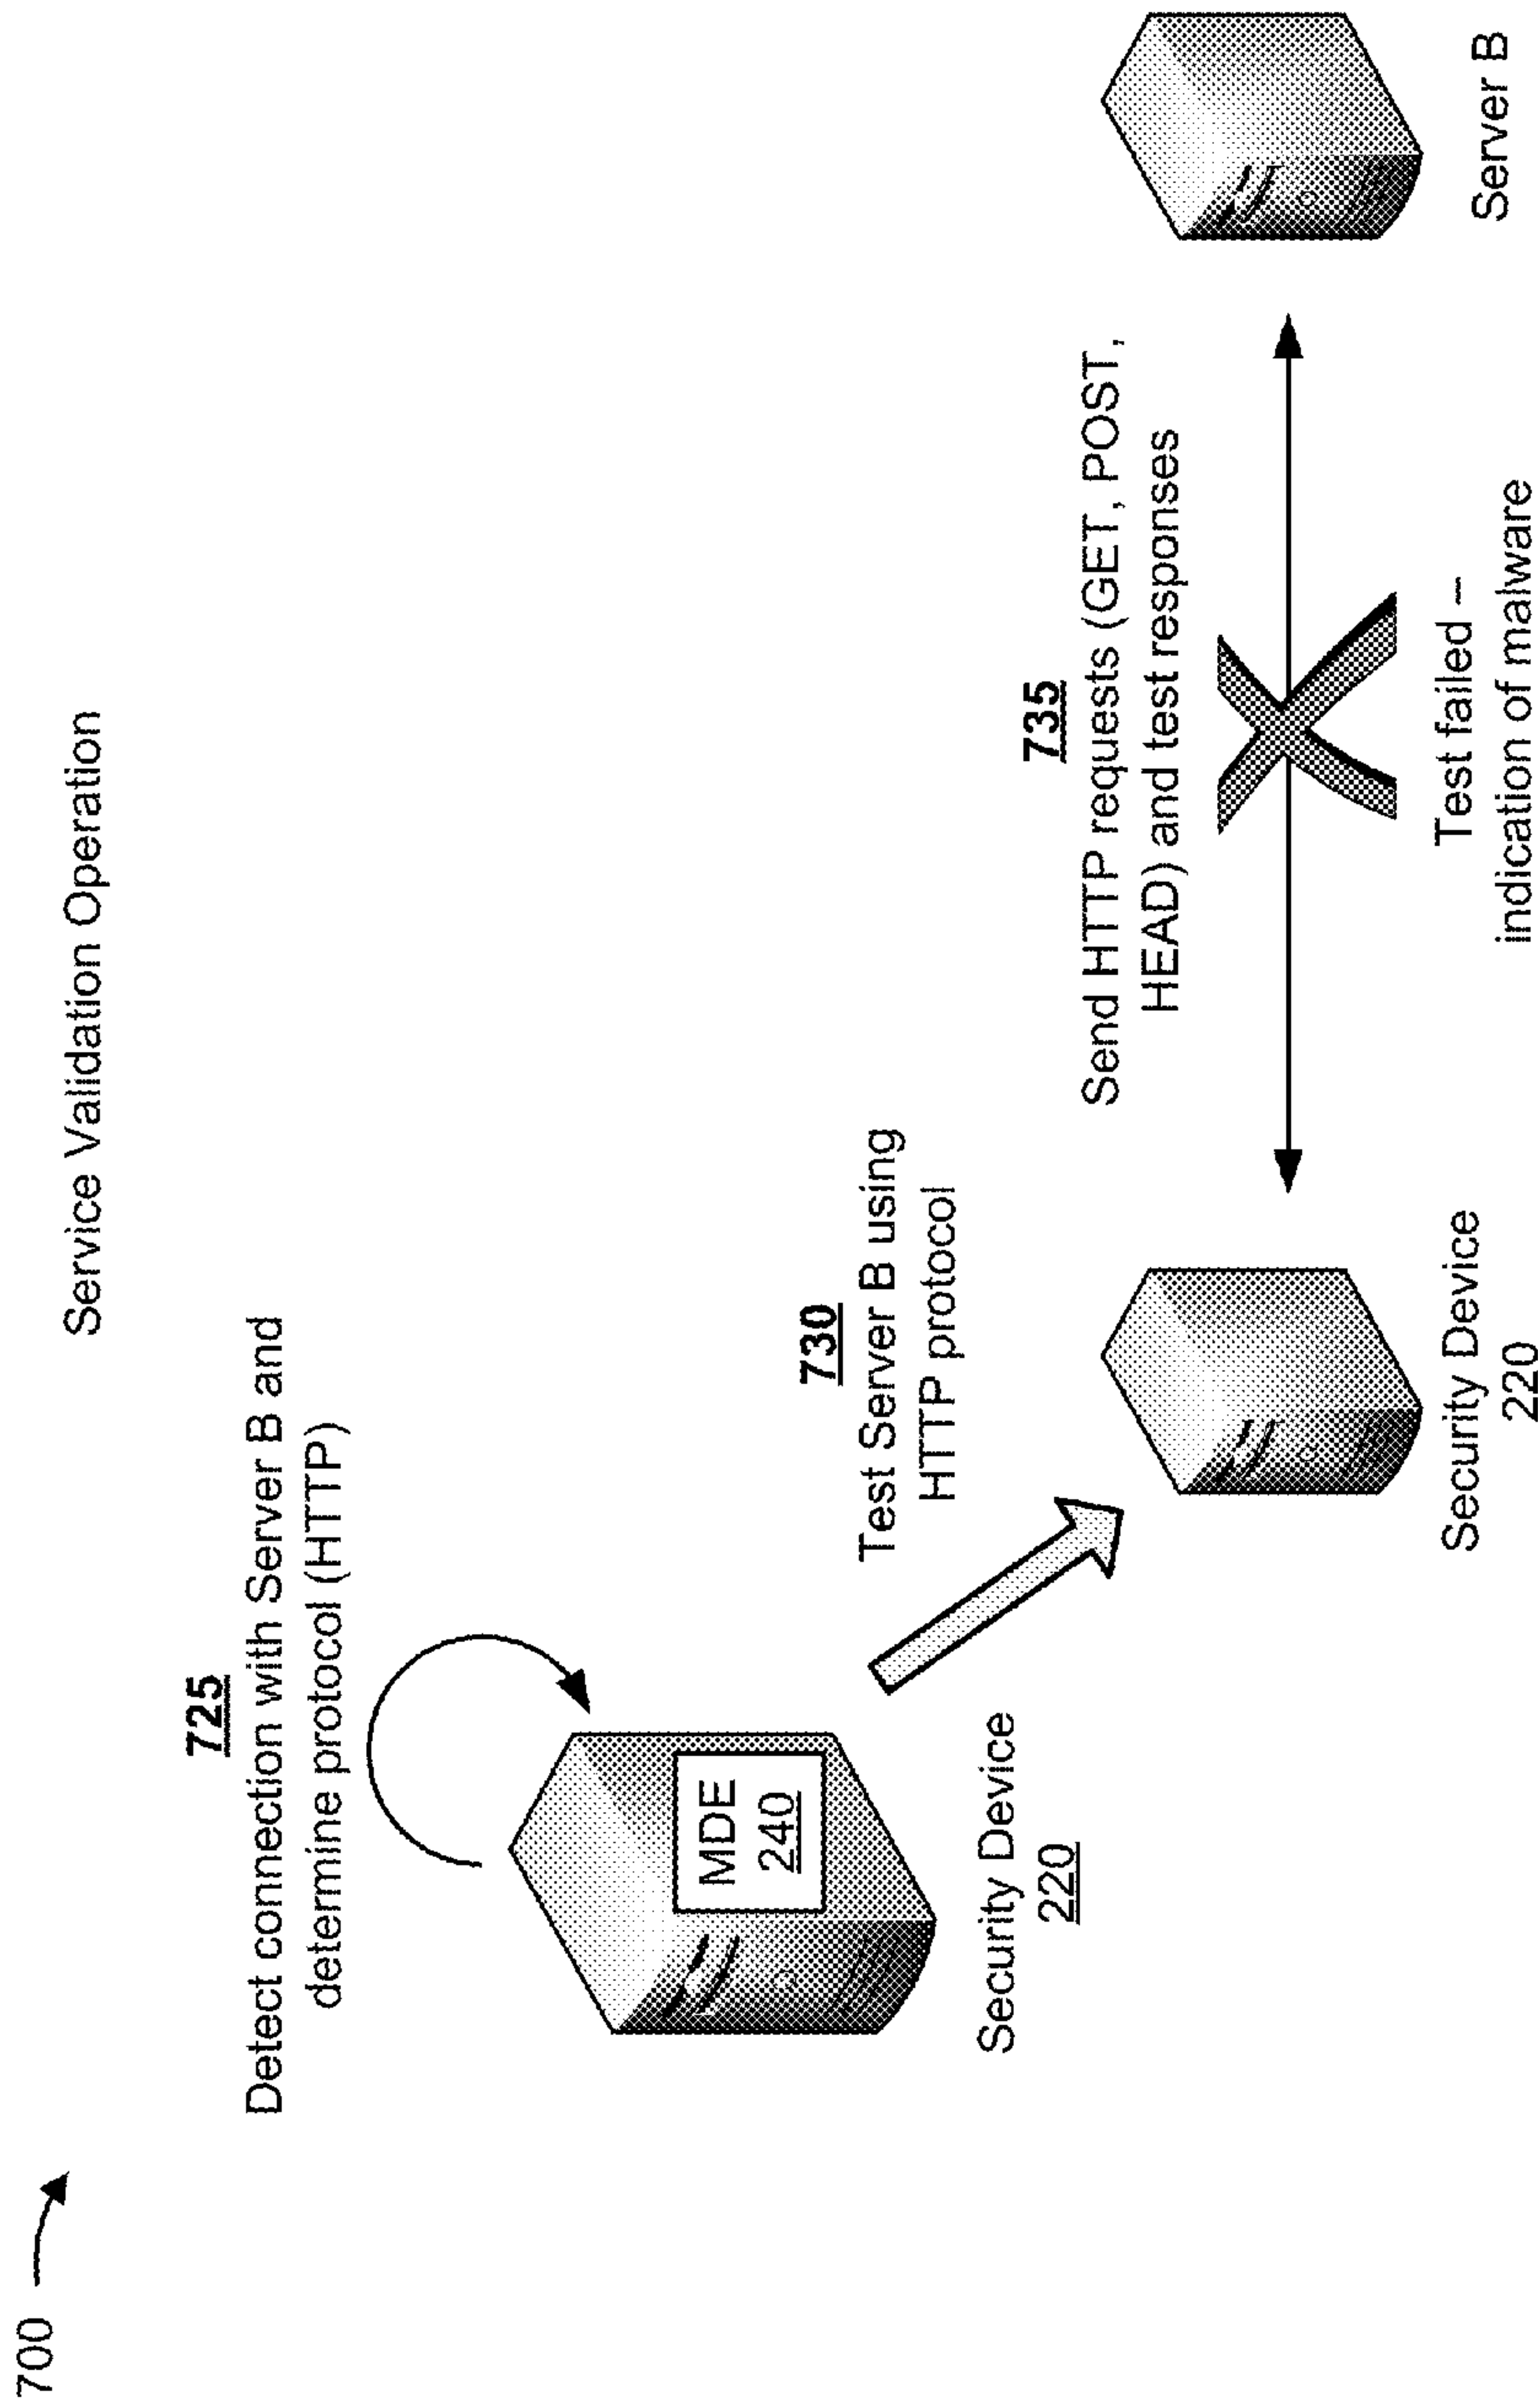 700
Service Validation Operation
725
Detect connection with Server B and
determine protocol (HTTP)
MDE
240
Security Device
220
730
Test Server B using
HTTP protocol
Security Device
220
735
Send HTTP requests (GET, POST,
HEAD) and test responses
Test failed –
indication of malware
Server B